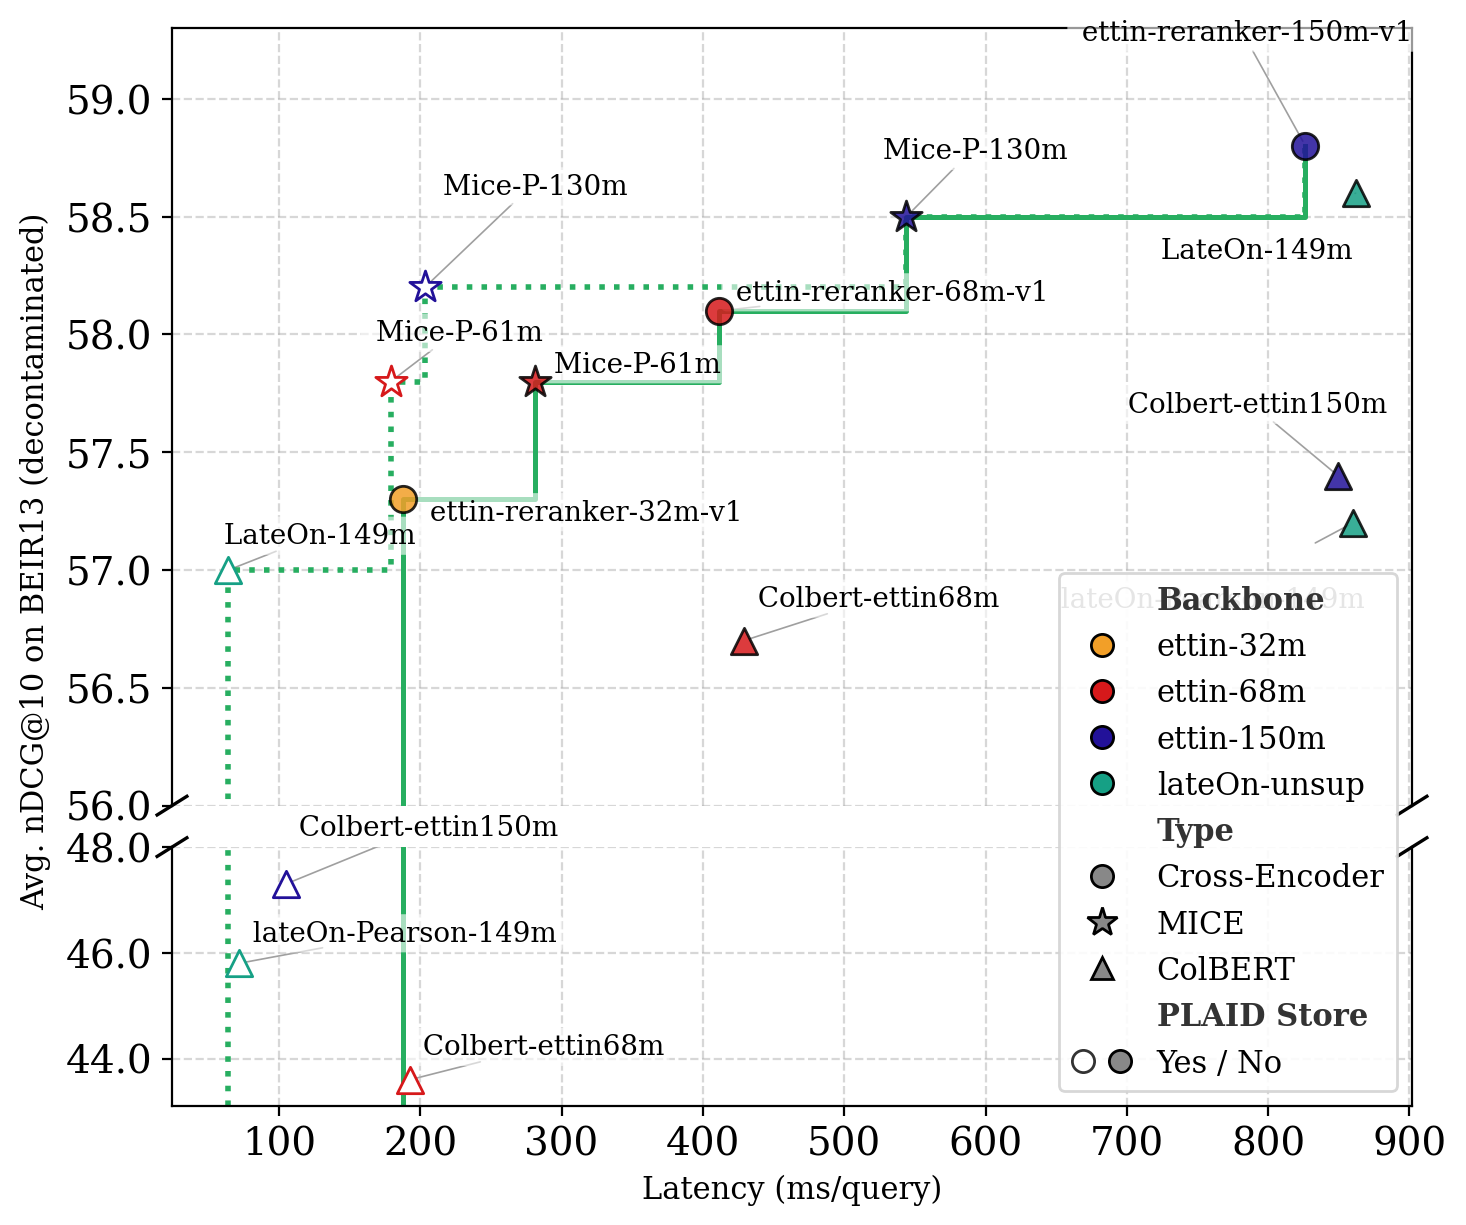 ettin-reranker-150m-v1
59.0
Mice-P-130m
Mice-P-130m
58.5
LateOn-149m
ettin-reranker-68m-v1
Mice-P-61m
58.0
Mice-P-61m
Colbert-ettin150m
57.5
ettin-reranker-32m-v1
LateOn-149m
57.0
Colbert-ettin68m
56.5
56.0
Colbert-ettin150m
48.0
lateOn-Pearson-149m
46.0
Colbert-ettin68m
44.0
Backbone
ettin-32m
ettin-68m
ettin-150m
lateOn-unsup
Type
Cross-Encoder
MICE
ColBERT
PLAID Store
Yes / No
100 200 300 400 500 600 700 800 900
Latency (ms/query)
Avg. nDCG@10 on BEIR13 (decontaminated)